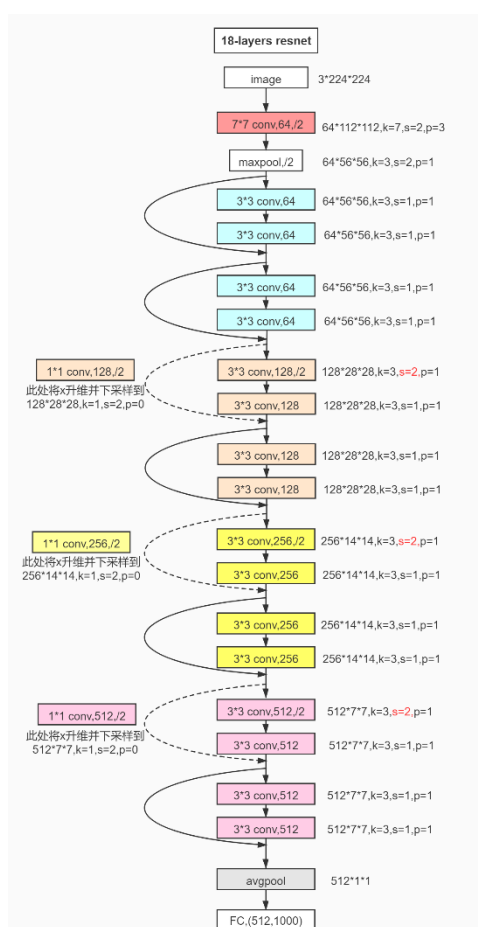 18-layers resnet
image
3*224*224
7*7 conv,64,/2
64*112*112,k=7,s=2,p=3
maxpool,/2
64*56*56,k=3,s=2,p=1
3*3 conv,64
64*56*56,k=3,s=1,p=1
3*3 conv,64
64*56*56,k=3,s=1,p=1
3*3 conv,64
64*56*56,k=3,s=1,p=1
3*3 conv,64
64*56*56,k=3,s=1,p=1
1*1 conv,128,/2
此处将x升维并下采样到
128*28*28,k=1,s=2,p=0
3*3 conv,128,/2
128*28*28,k=3,s=2,p=1
3*3 conv,128
128*28*28,k=3,s=1,p=1
3*3 conv,128
128*28*28,k=3,s=1,p=1
3*3 conv,128
128*28*28,k=3,s=1,p=1
1*1 conv,256,/2
此处将x升维并下采样到
256*14*14,k=1,s=2,p=0
3*3 conv,256,/2
256*14*14,k=3,s=2,p=1
3*3 conv,256
256*14*14,k=3,s=1,p=1
3*3 conv,256
256*14*14,k=3,s=1,p=1
3*3 conv,256
256*14*14,k=3,s=1,p=1
1*1 conv,512,/2
此处将x升维并下采样到
512*7*7,k=1,s=2,p=0
3*3 conv,512,/2
512*7*7,k=3,s=2,p=1
3*3 conv,512
512*7*7,k=3,s=1,p=1
3*3 conv,512
512*7*7,k=3,s=1,p=1
3*3 conv,512
512*7*7,k=3,s=1,p=1
avgpool
512*1*1
FC,(512,1000)